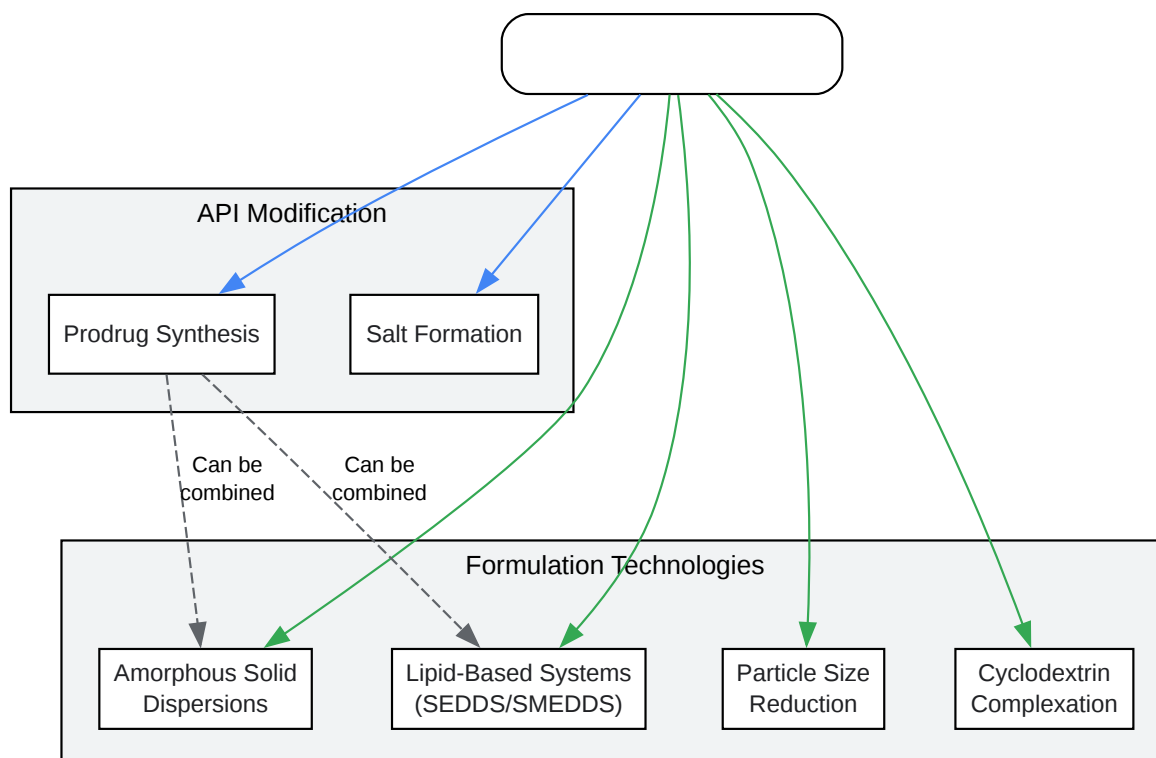 API Modification
Prodrug Synthesis
Salt Formation
Can be
combined
Can be
combined
Formulation Technologies
Amorphous Solid
Dispersions
Lipid-Based Systems
(SEDDS/SMEDDS)
Particle Size
Reduction
Cyclodextrin
Complexation